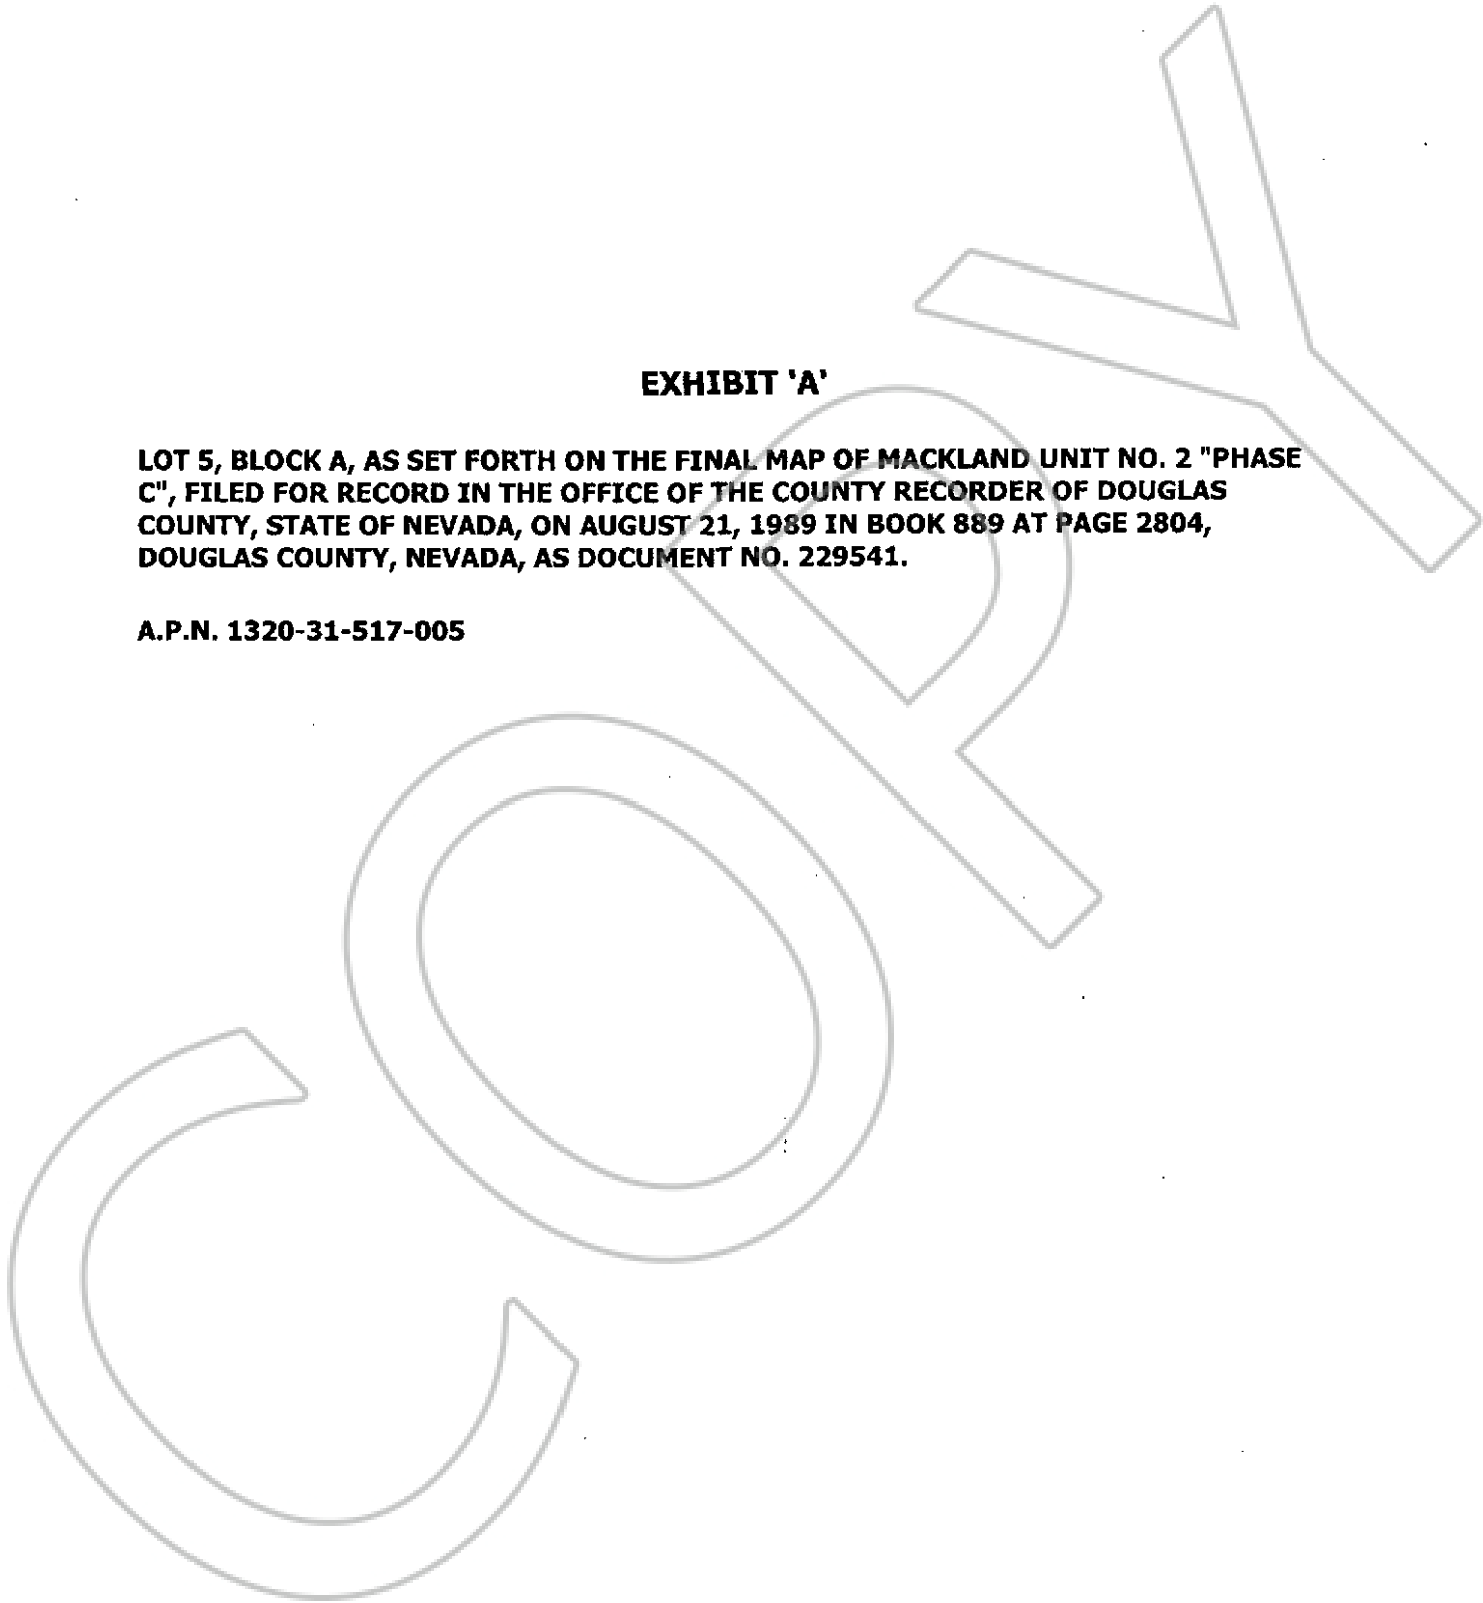 EXHIBIT 'A'
LOT 5, BLOCK A, AS SET FORTH ON THE FINAL MAP OF MACKLAND UNIT NO. 2 "PHASE
C", FILED FOR RECORD IN THE OFFICE OF THE COUNTY RECORDER OF DOUGLAS
COUNTY, STATE OF NEVADA, ON AUGUST 21, 1989 IN BOOK 889 AT PAGE 2804,
DOUGLAS COUNTY, NEVADA, AS DOCUMENT NO. 229541.
A.P.N. 1320-31-517-005
COPY